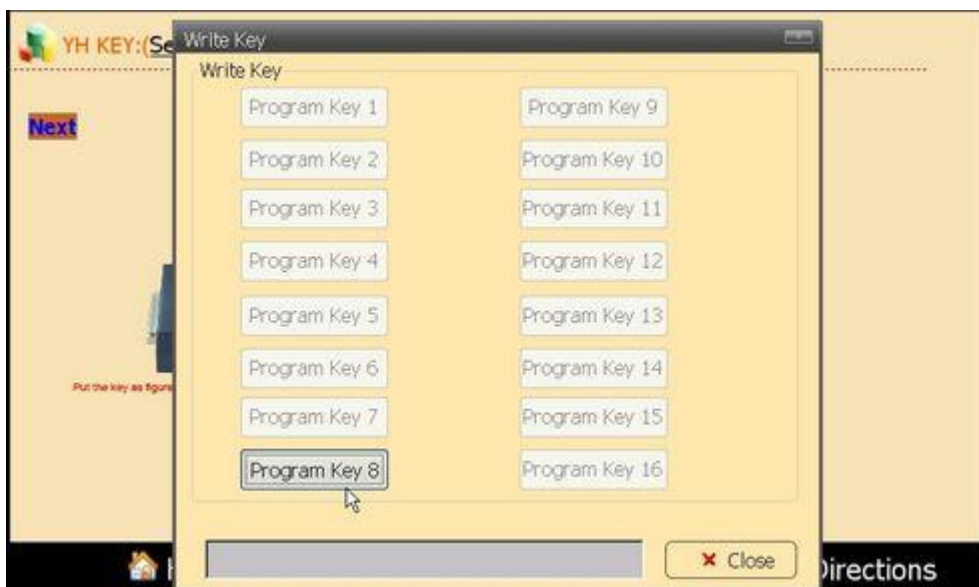 YH KEY:(Se
Write Key
Write Key
Next
Program Key 1
Program Key 2
Program Key 3
Program Key 4
Program Key 5
Program Key 6
Program Key 7
Program Key 8
Program Key 9
Program Key 10
Program Key 11
Program Key 12
Program Key 13
Program Key 14
Program Key 15
Program Key 16
Put the key as figure
Close
Directions